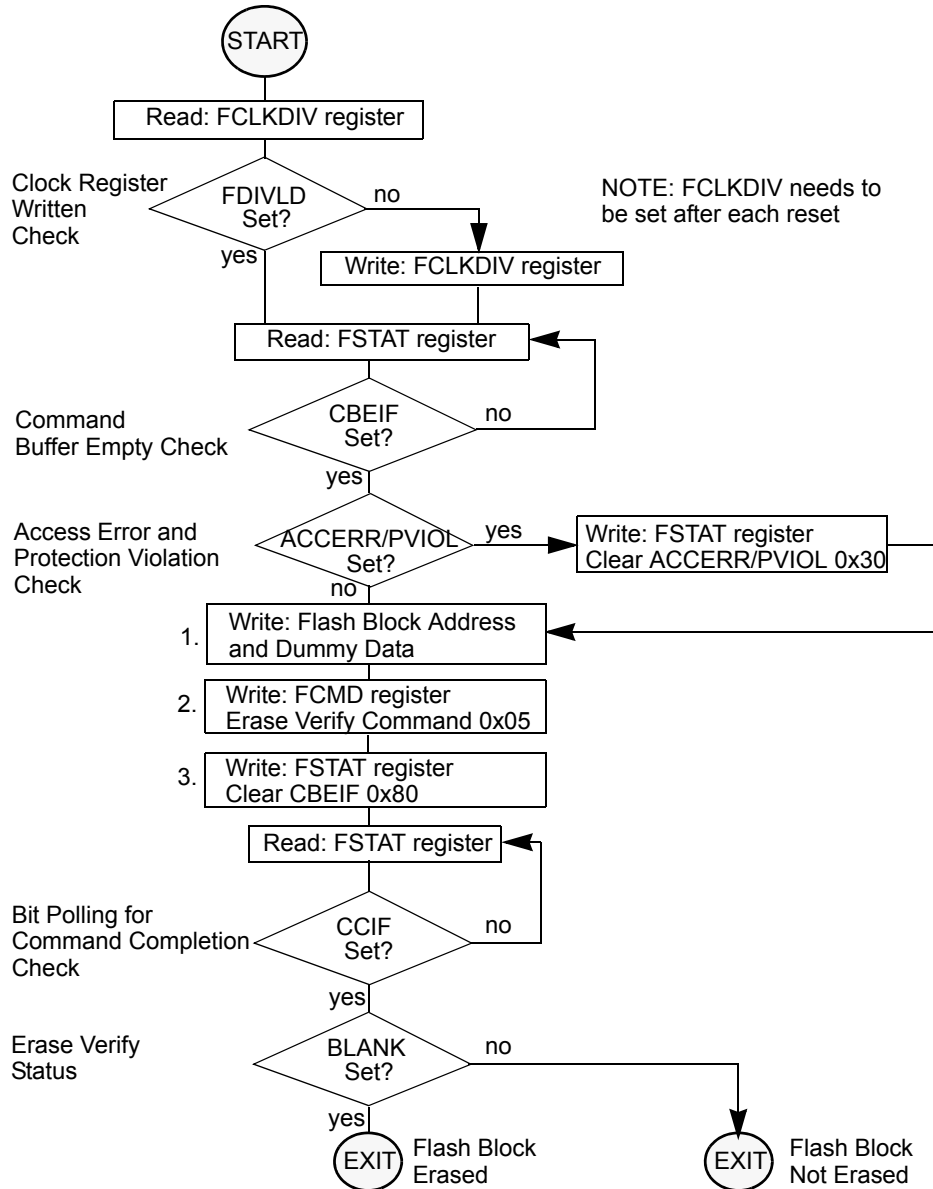 START
Read: FCLKDIV register
Clock Register
Written
Check
FDIVLD
Set?
no
yes
NOTE: FCLKDIV needs to
be set after each reset
Write: FCLKDIV register
Read: FSTAT register
Command
Buffer Empty Check
CBEIF
Set?
no
yes
Access Error and
Protection Violation
Check
ACCERR/PVIOL
Set?
yes
no
Write: FSTAT register
Clear ACCERR/PVIOL 0x30
1.
Write: Flash Block Address
and Dummy Data
2.
Write: FCMD register
Erase Verify Command 0x05
3.
Write: FSTAT register
Clear CBEIF 0x80
Read: FSTAT register
Bit Polling for
Command Completion
Check
CCIF
Set?
no
yes
Erase Verify
Status
BLANK
Set?
no
yes
EXIT
Flash Block
Erased
EXIT
Flash Block
Not Erased